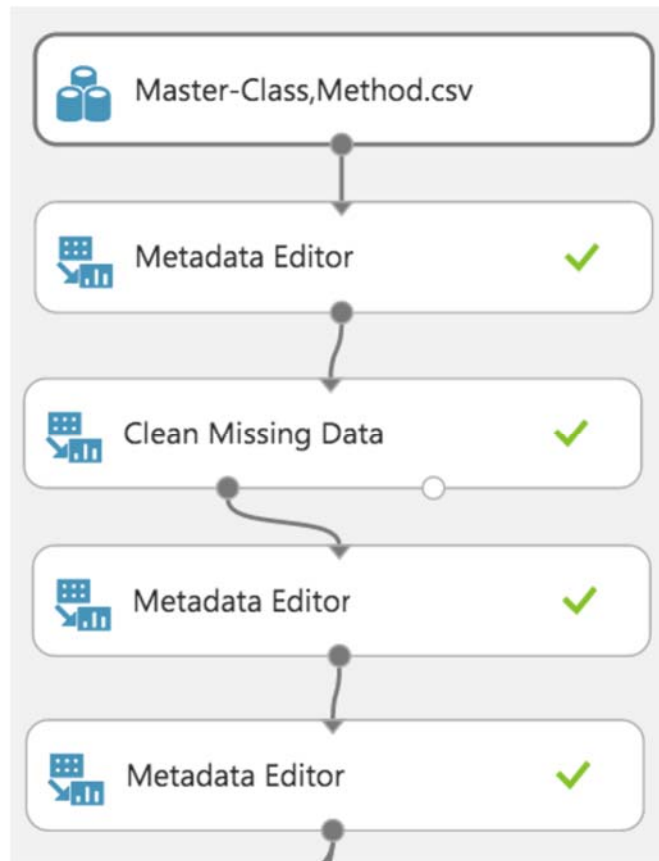 Master-Class,Method.csv
Metadata Editor
Clean Missing Data
Metadata Editor
Metadata Editor